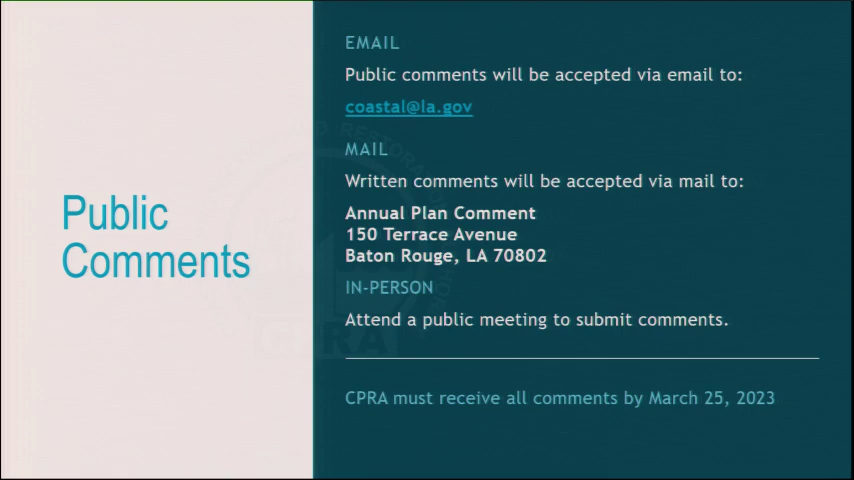 Public
Comments
EMAIL
Public comments will be accepted via email to:
coastal@la.gov
MAIL
Written comments will be accepted via mail to:
Annual Plan Comment
150 Terrace Avenue
Baton Rouge, LA 70802
IN-PERSON
Attend a public meeting to submit comments.
CPRA must receive all comments by March 25, 2023
CPRA